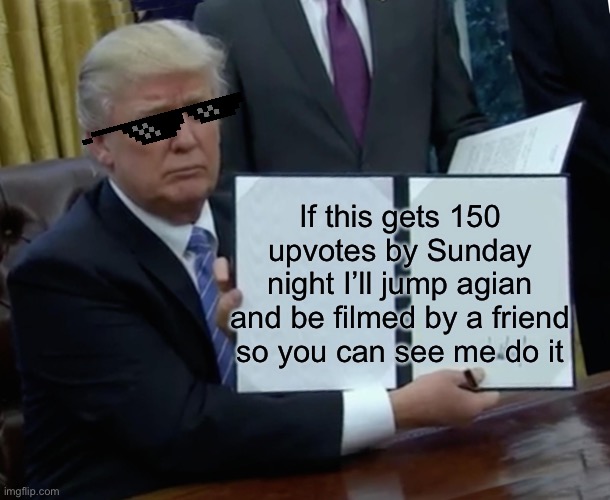 If this gets 150
upvotes by Sunday
night I’ll jump agian
and be filmed by a friend
so you can see me do it
imgflip.com